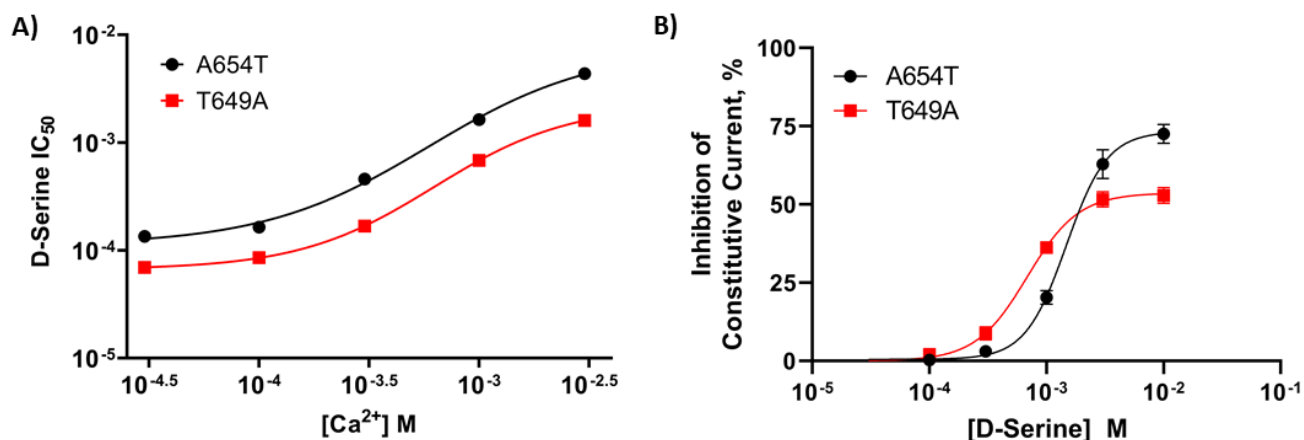 A)
D-Serine IC50
10-2
10-3
10-4
10-5
A654T
T649A
10-4.5 10-4 10-3.5 10-3 10-2.5
[Ca2+] M
B)
Inhibition of
Constitutive Current, %
100
75
50
25
0
A654T
T649A
10-5 10-4 10-3 10-2 10-1
[D-Serine] M